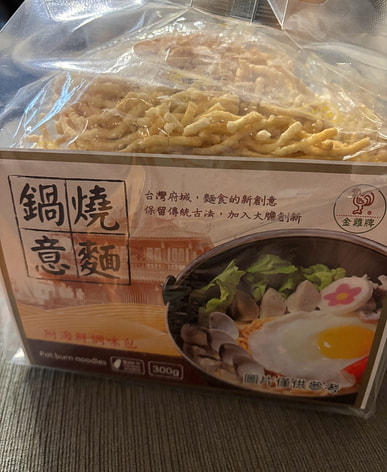 鍋燒
意麵
台灣府城，麵食的新創意
保留傳統古法，加入大膽創新
金雞牌
附海鮮調味包
Pot burn noodles
300g
圖片僅供參考